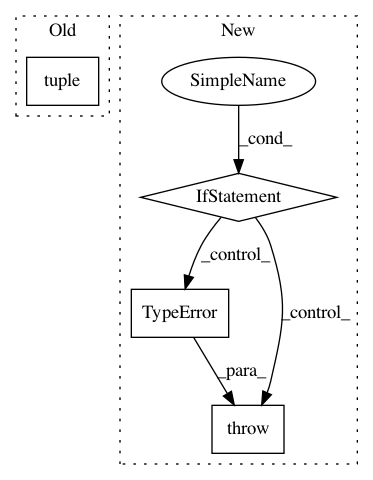 Old
New
tuple
SimpleName
_cond_
IfStatement
_control_
_control_
TypeError
_para_
throw